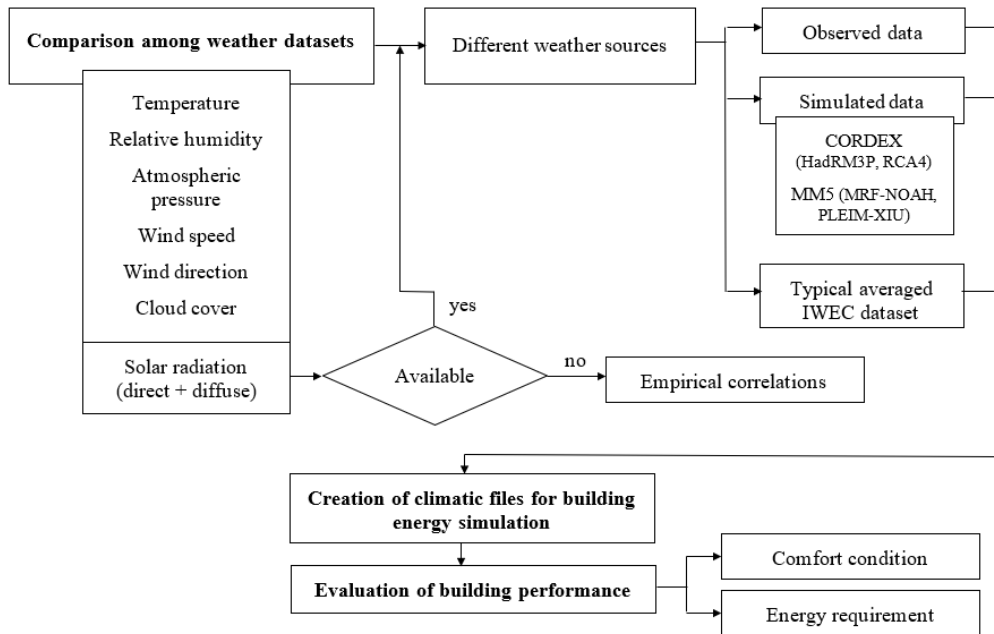 Comparison among weather datasets
Temperature
Relative humidity
Atmospheric
pressure
Wind speed
Wind direction
Cloud cover
Solar radiation
(direct + diffuse)
Different weather sources
Observed data
Simulated data
CORDEX
(HadRM3P, RCA4)
MM5 (MRF-NOAH,
PLEIM-XIU)
Typical averaged
IWEC dataset
yes
Available
no
Empirical correlations
Creation of climatic files for building
energy simulation
Evaluation of building performance
Comfort condition
Energy requirement